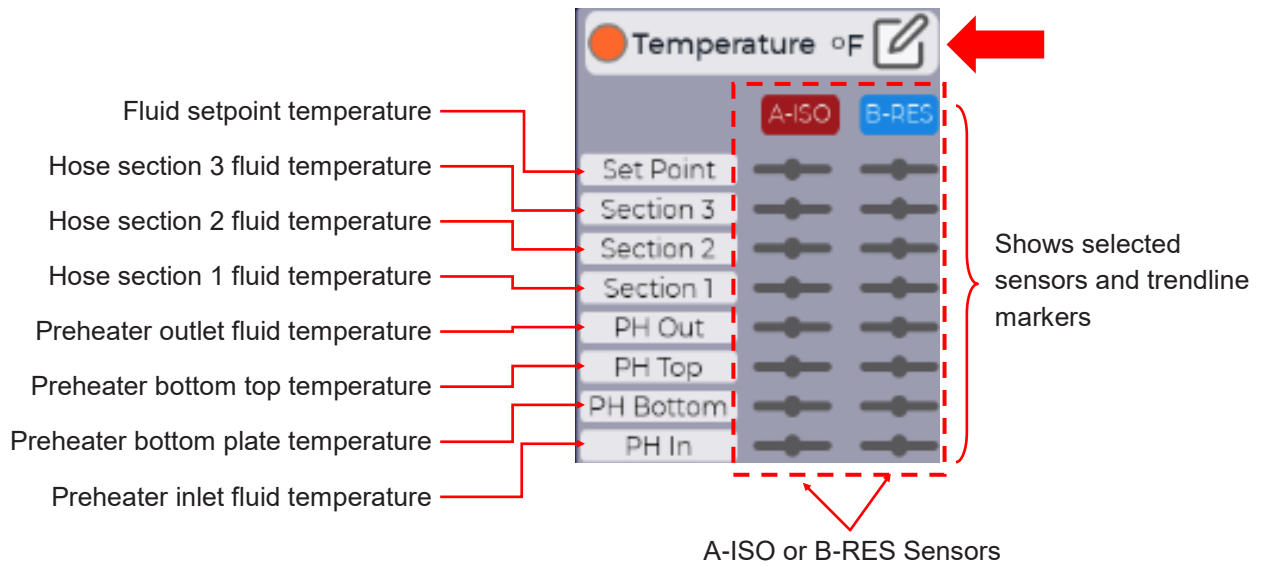 Temperature °F
A-ISO B-RES
Fluid setpoint temperature
Set Point
Hose section 3 fluid temperature
Section 3
Hose section 2 fluid temperature
Section 2
Hose section 1 fluid temperature
Section 1
Preheater outlet fluid temperature
PH Out
Preheater bottom top temperature
PH Top
Preheater bottom plate temperature
PH Bottom
Preheater inlet fluid temperature
PH In
Shows selected
sensors and trendline
markers
A-ISO or B-RES Sensors